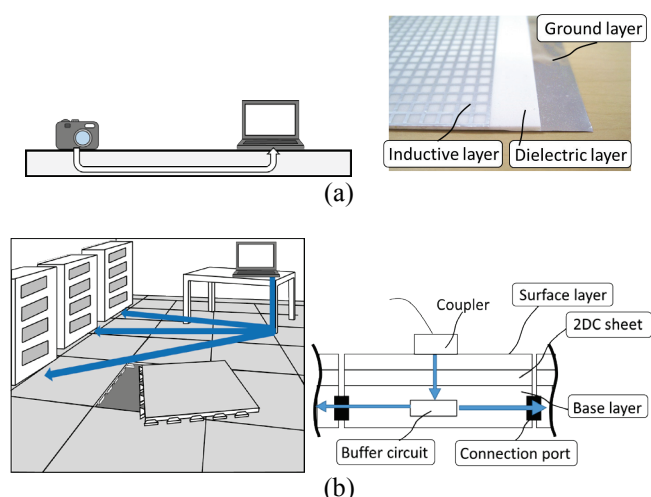 Ground layer
Inductive layer
Dielectric layer
(a)
Coupler
Surface layer
2DC sheet
Base layer
Buffer circuit
Connection port
(b)